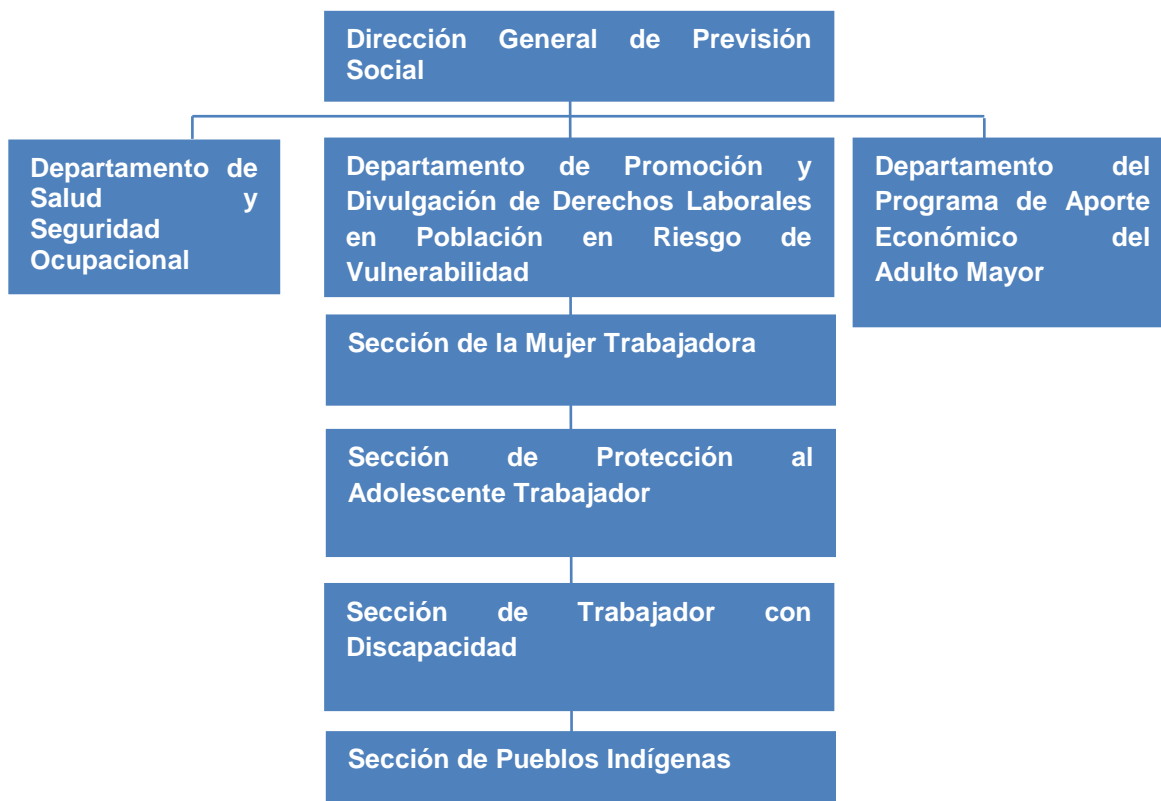 Dirección General de Previsión
Social
Departamento de
Salud y
Seguridad
Ocupacional
Departamento de Promoción y
Divulgación de Derechos Laborales
en Población en Riesgo de
Vulnerabilidad
Departamento del
Programa de Aporte
Económico del
Adulto Mayor
Sección de la Mujer Trabajadora
Sección de Protección al
Adolescente Trabajador
Sección de Trabajador con
Discapacidad
Sección de Pueblos Indígenas